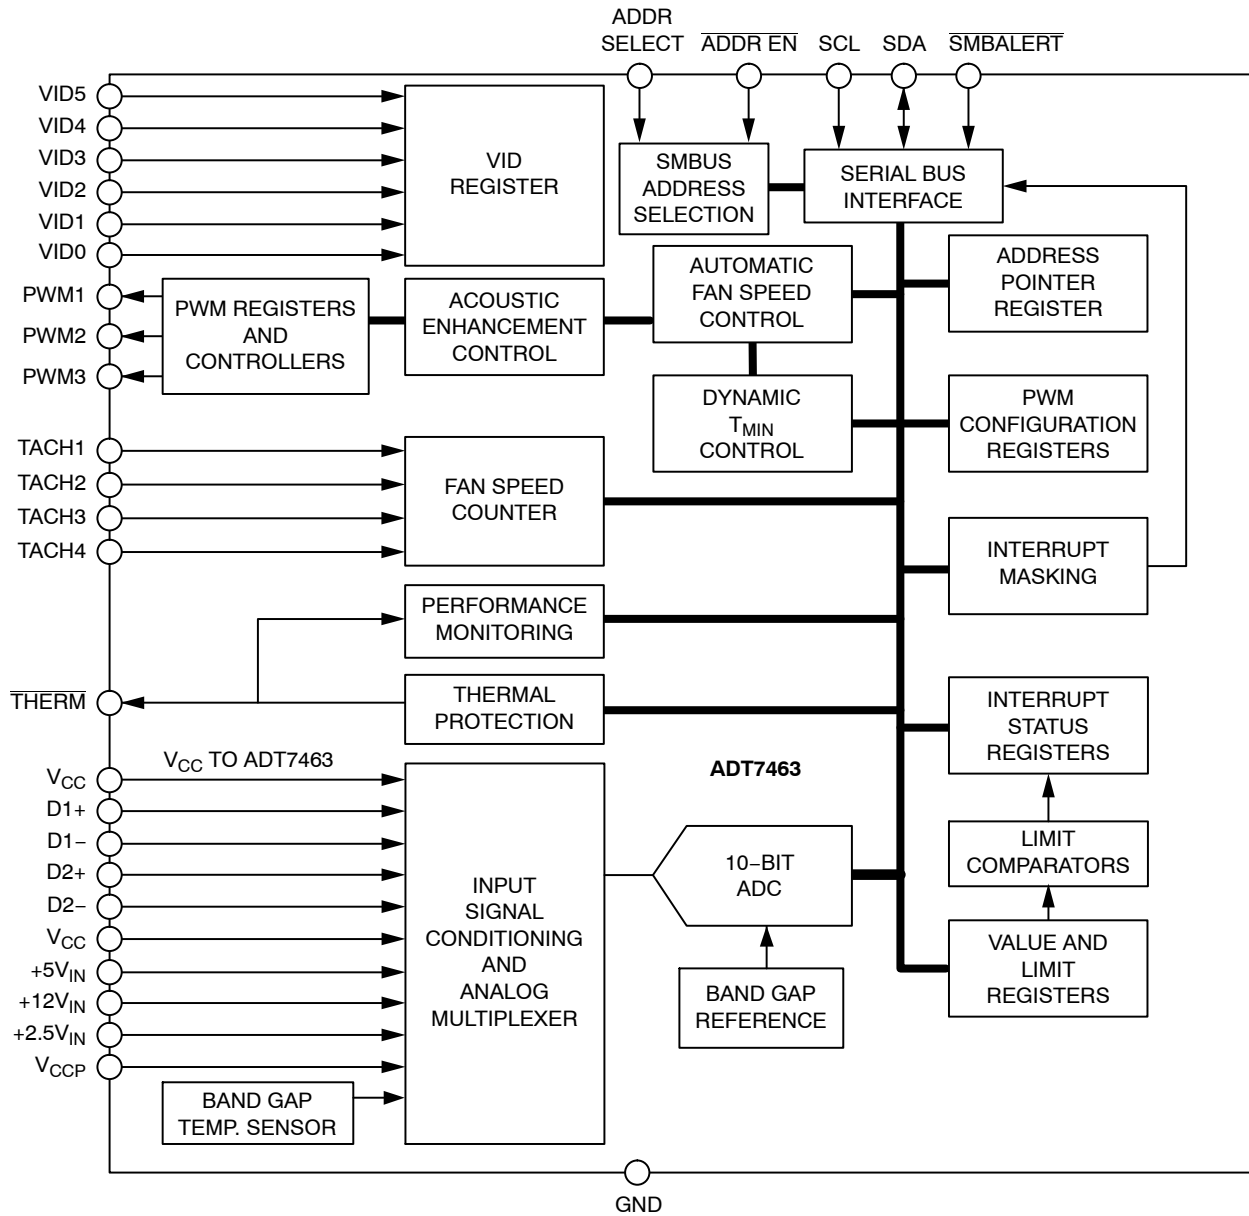 ADDR
SELECT
ADDR EN
SCL
SDA
SMBALERT
VID5
VID4
VID3
VID2
VID1
VID0
VID
REGISTER
SMBUS
ADDRESS
SELECTION
SERIAL BUS
INTERFACE
PWM1
PWM2
PWM3
PWM REGISTERS
AND
CONTROLLERS
ACOUSTIC
ENHANCEMENT
CONTROL
AUTOMATIC
FAN SPEED
CONTROL
ADDRESS
POINTER
REGISTER
DYNAMIC
TMIN
CONTROL
PWM
CONFIGURATION
REGISTERS
TACH1
TACH2
TACH3
TACH4
FAN SPEED
COUNTER
INTERRUPT
MASKING
PERFORMANCE
MONITORING
THERM
THERMAL
PROTECTION
INTERRUPT
STATUS
REGISTERS
VCC TO ADT7463
ADT7463
VCC
D1+
D1−
D2+
D2−
VCC
+5VIN
+12VIN
+2.5VIN
VCCP
INPUT
SIGNAL
CONDITIONING
AND
ANALOG
MULTIPLEXER
10−BIT
ADC
LIMIT
COMPARATORS
VALUE AND
LIMIT
REGISTERS
BAND GAP
REFERENCE
BAND GAP
TEMP. SENSOR
GND